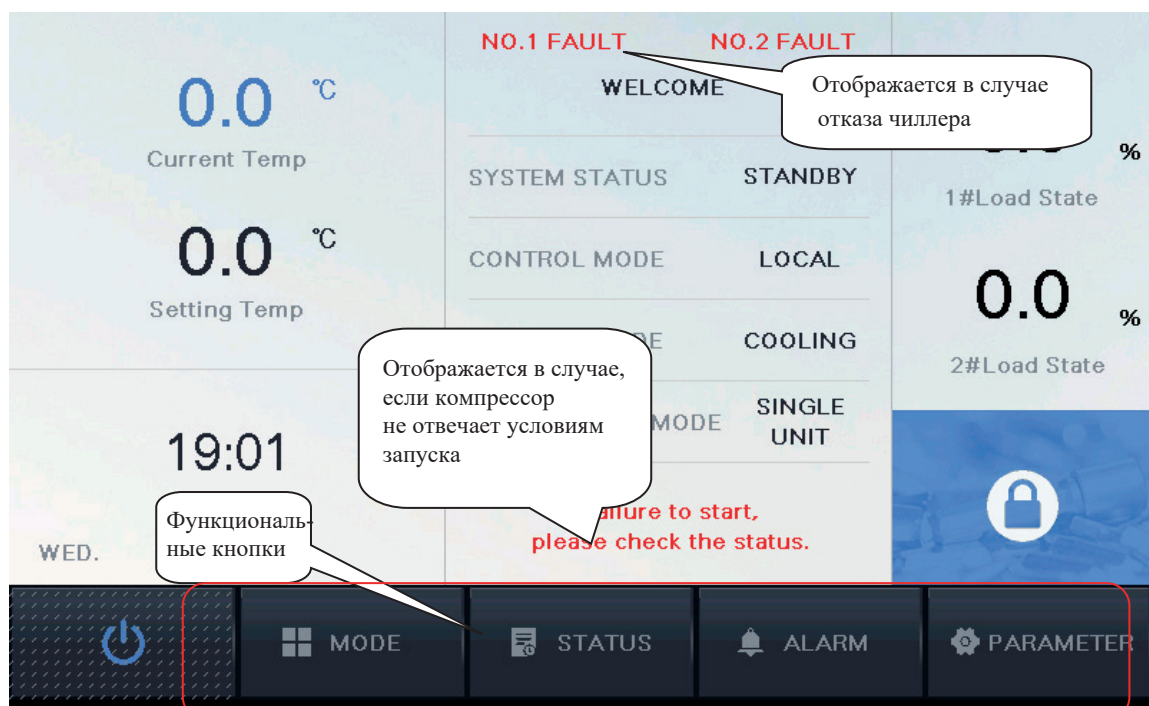 NO.1 FAULT NO.2 FAULT
WELCOME
Отображается в случае
отказа чиллера
0.0 °C
Current Temp
%
1#Load State
SYSTEM STATUS STANDBY
0.0 °C
Setting Temp
CONTROL MODE LOCAL
0.0 %
2#Load State
COOLING
Отображается в случае,
если компрессор
не отвечает условиям
запуска
MODE SINGLE
UNIT
19:01
Функциональ-
ные кнопки
WED.
to start,
please check the status.
MODE STATUS ALARM PARAMETER